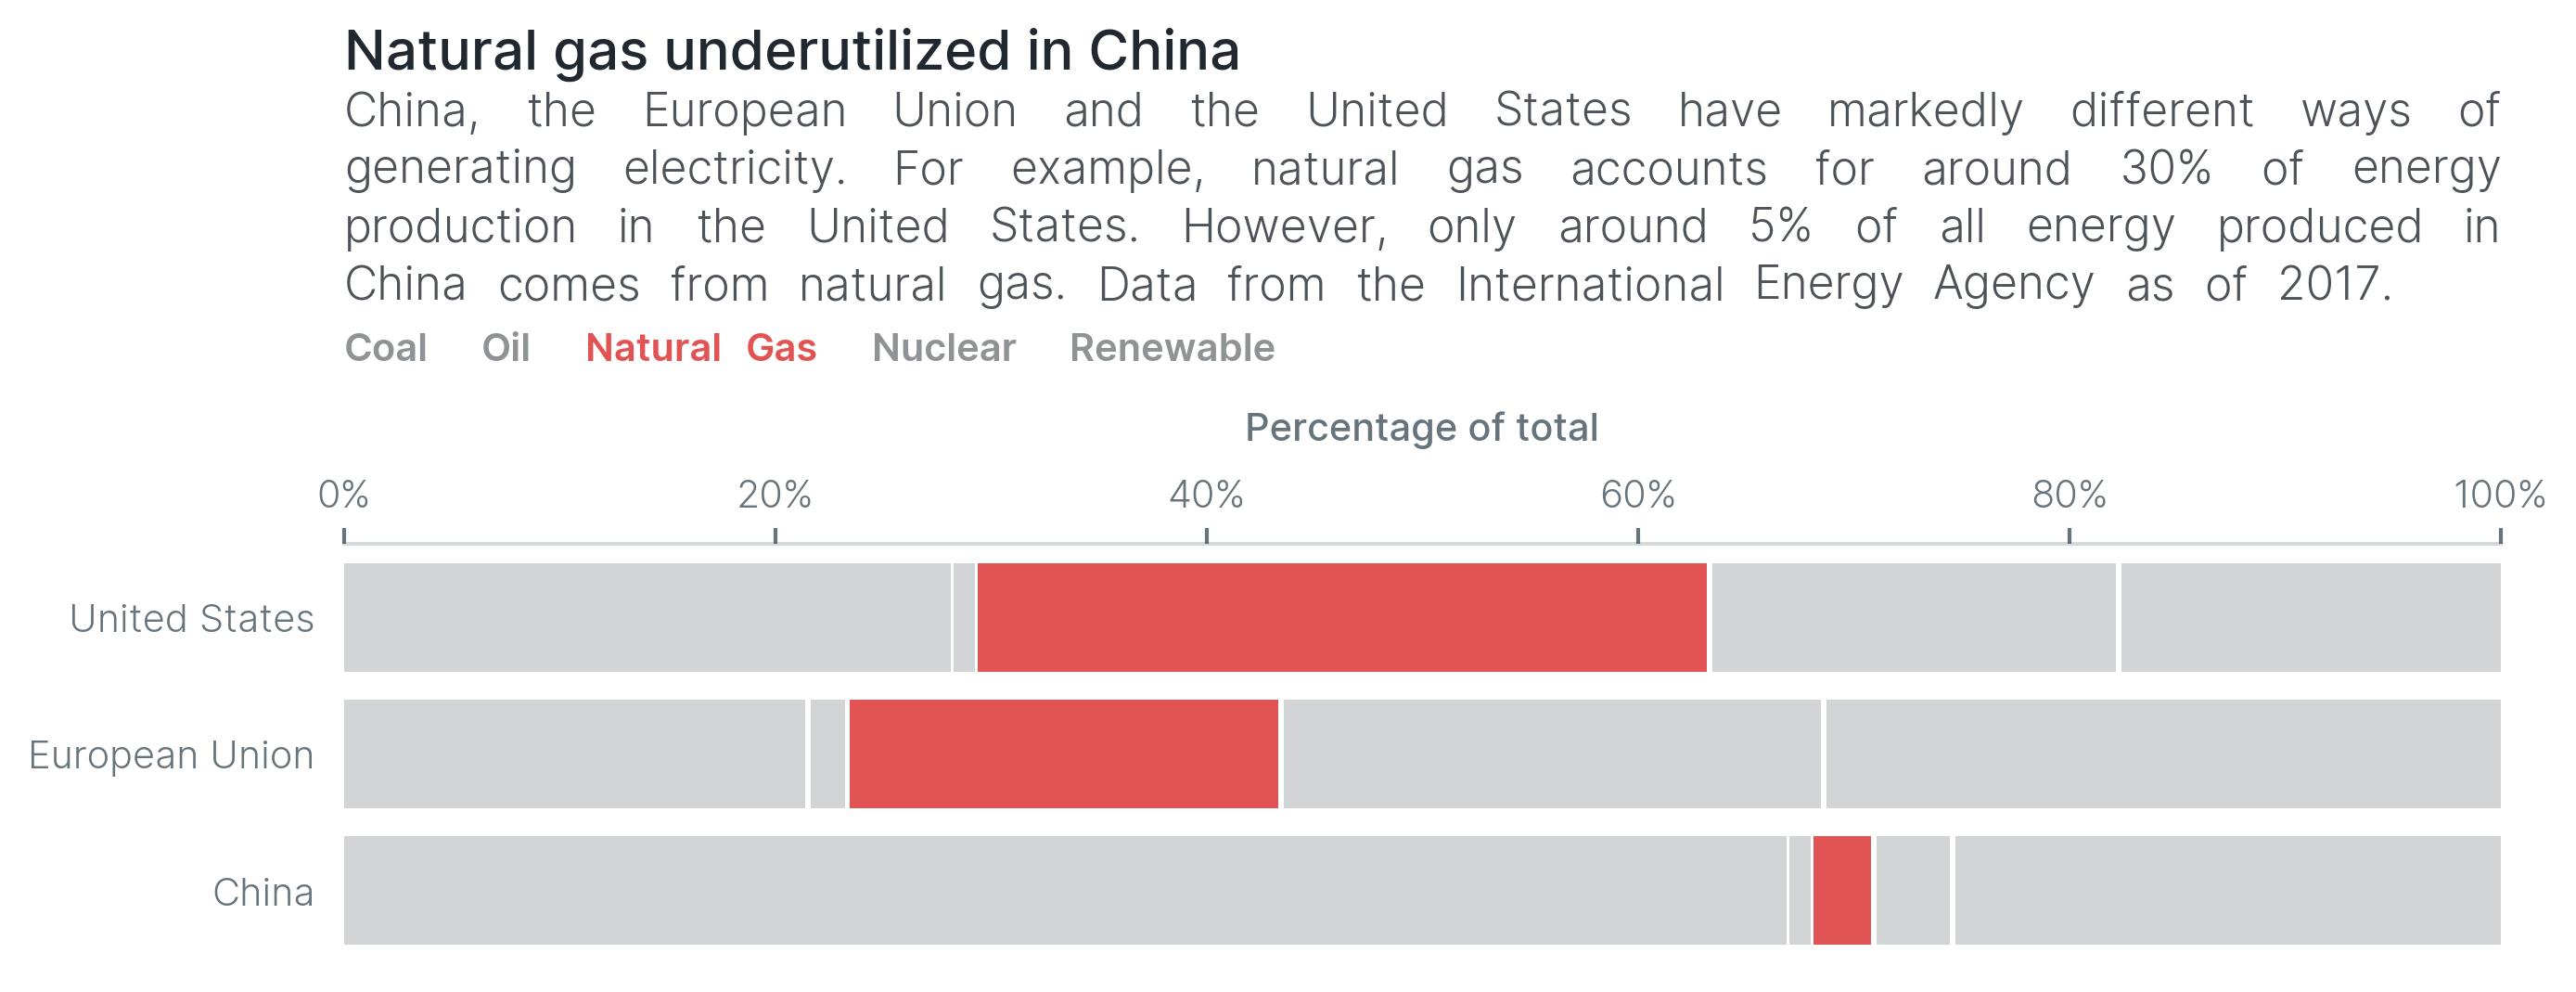 Natural gas underutilized in China
China, the European Union and the United States have markedly different ways of
generating electricity. For example, natural gas accounts for around 30% of energy
production in the United States. However, only around 5% of all energy produced in
China comes from natural gas. Data from the International Energy Agency as of 2017.
Coal Oil Natural Gas Nuclear Renewable
Percentage of total
0% 20% 40% 60% 80% 100%
United States
European Union
China